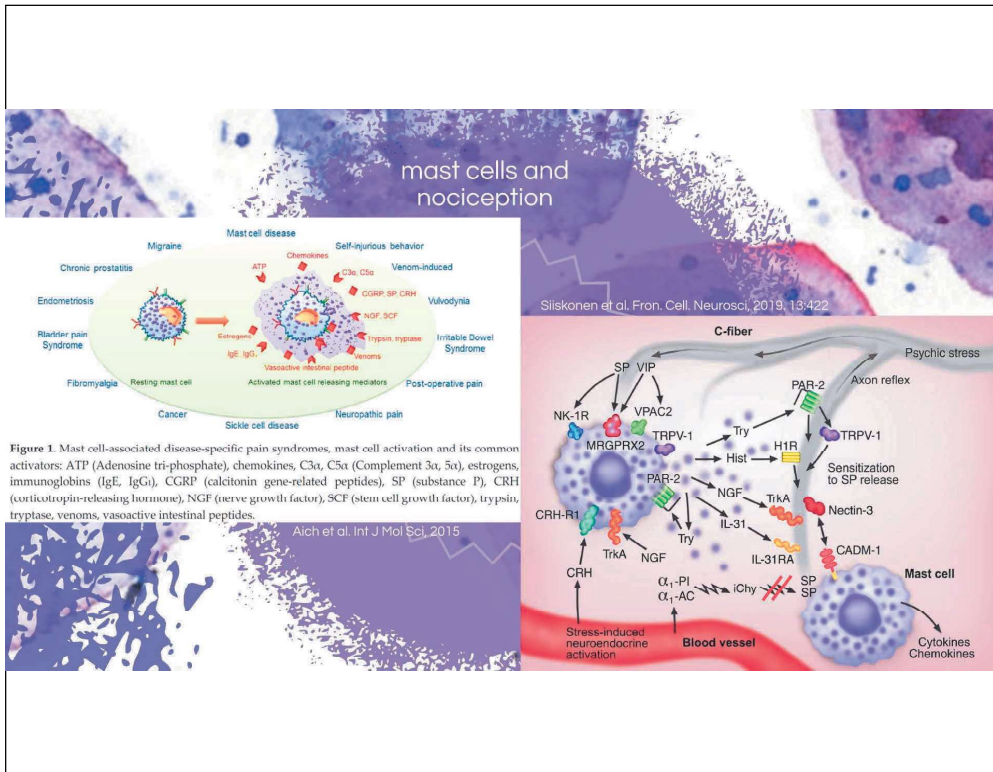 mast cells and
nociception
Mast cell disease
Migraine
Self-injurious behavior
Chronic prostatitis
Venom-induced
Endometriosis
Vulvodynia
Bladder pain
Syndrome
Irritable Dowel
Syndrome
Fibromyalgia
Post-operative pain
Cancer
Neuropathic pain
Sickle cell disease
Chemokines
ATP
C3α, C5α
CGRP, SP, CRH
NGF, SCF
Trypsin, tryptase
Venoms
Estrogens
IgE, IgG₁
Vasoactive intestinal peptide
Resting mast cell
Activated mast cell releasing mediators
Figure 1. Mast cell-associated disease-specific pain syndromes, mast cell activation and its common
activators: ATP (Adenosine tri-phosphate), chemokines, C3α, C5α (Complement 3α, 5α), estrogens,
immunoglobins (IgE, IgG₁), CGRP (calcitonin gene-related peptides), SP (substance P), CRH
(corticotropin-releasing hormone), NGF (nerve growth factor), SCF (stem cell growth factor), trypsin,
tryptase, venoms, vasoactive intestinal peptides.
Aich et al. Int J Mol Sci, 2015
Siiskonen et al. Fron. Cell. Neurosci, 2019, 13:422
C-fiber
Psychic stress
Axon reflex
SP VIP
PAR-2
NK-1R
VPAC2
MRGPRX2
TRPV-1
Try
H1R
TRPV-1
Hist
Sensitization
to SP release
PAR-2
NGF
TrkA
Nectin-3
CRH-R1
IL-31
Try
IL-31RA
CADM-1
TrkA
NGF
CRH
α₁-PI
α₁-AC
iChy
SP
SP
Mast cell
Stress-induced
neuroendocrine
activation
Blood vessel
Cytokines
Chemokines